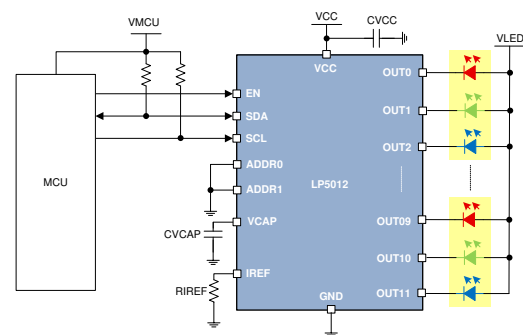 VMCU
VCC
CVCC
VLED
VCC
OUT0
EN
OUT1
SDA
SCL
OUT2
ADDR0
MCU
ADDR1
LP5012
VCAP
OUT09
CVCAP
OUT10
IREF
RIREF
GND
OUT11